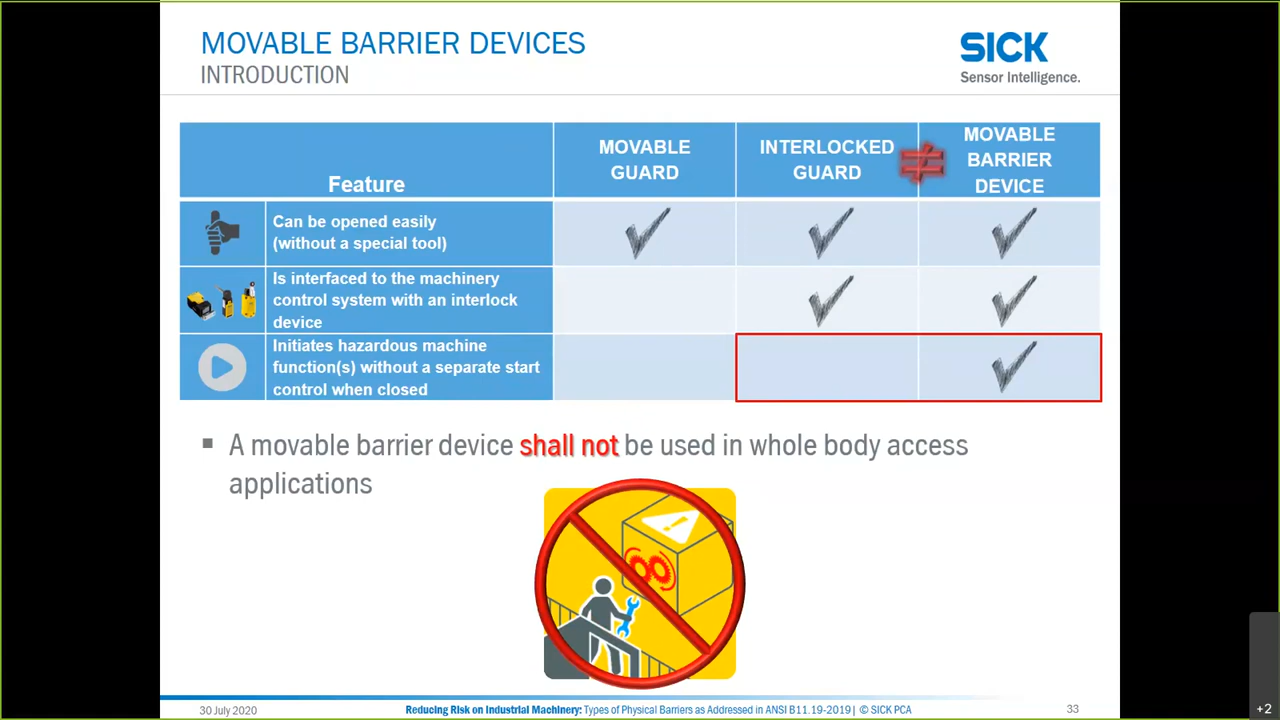 MOVABLE BARRIER DEVICES
INTRODUCTION
SICK
Sensor Intelligence.
Feature
MOVABLE
GUARD
INTERLOCKED
GUARD
≠
MOVABLE
BARRIER
DEVICE
Can be opened easily
(without a special tool)
Is interfaced to the machinery
control system with an interlock
device
Initiates hazardous machine
function(s) without a separate start
control when closed
▪ A movable barrier device shall not be used in whole body access
applications
30 July 2020
Reducing Risk on Industrial Machinery: Types of Physical Barriers as Addressed in ANSI B11.19-2019| © SICK PCA
33
+2